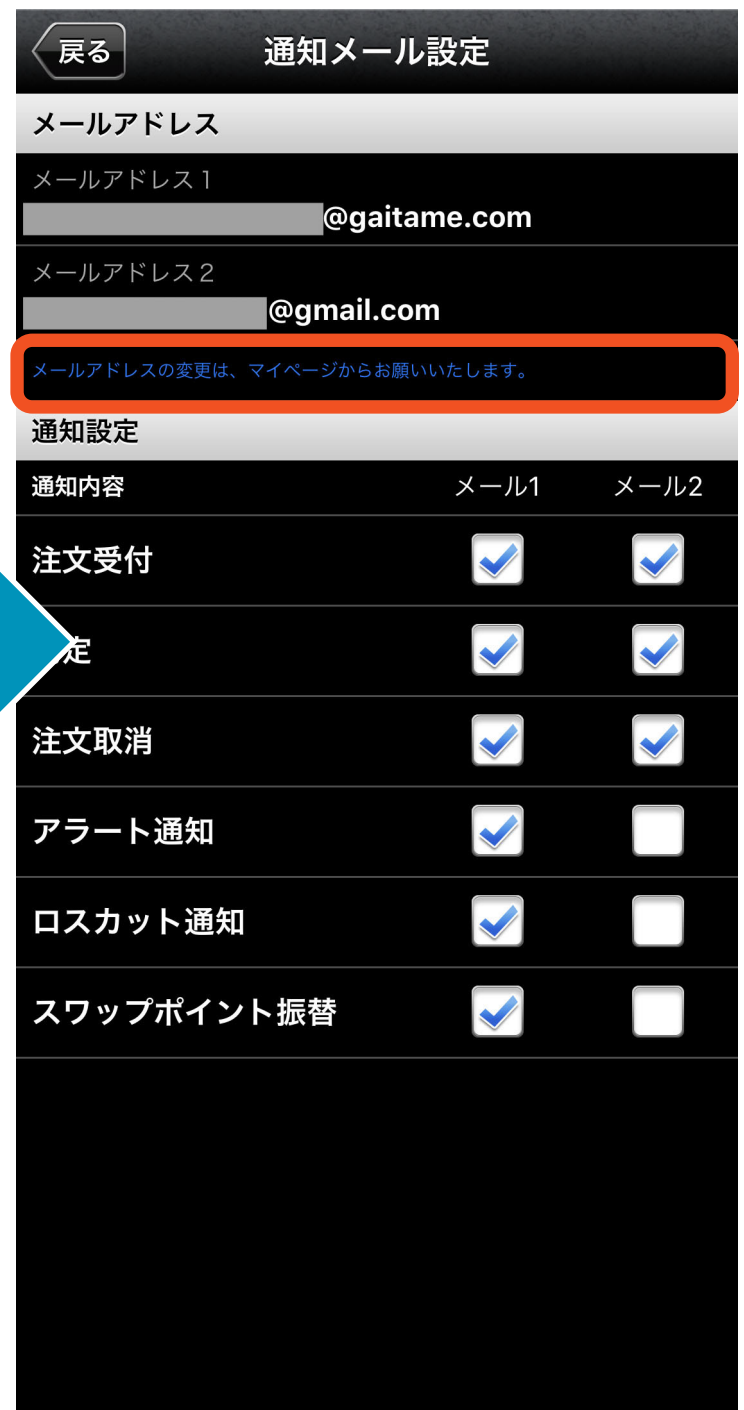 戻る
通知メール設定
メールアドレス
メールアドレス1
@gaitame.com
メールアドレス2
@gmail.com
メールアドレスの変更は、マイページからお願いいたします。
通知設定
通知内容 メール1 メール2
注文受付
定
注文取消
アラート通知
ロスカット通知
スワップポイント振替